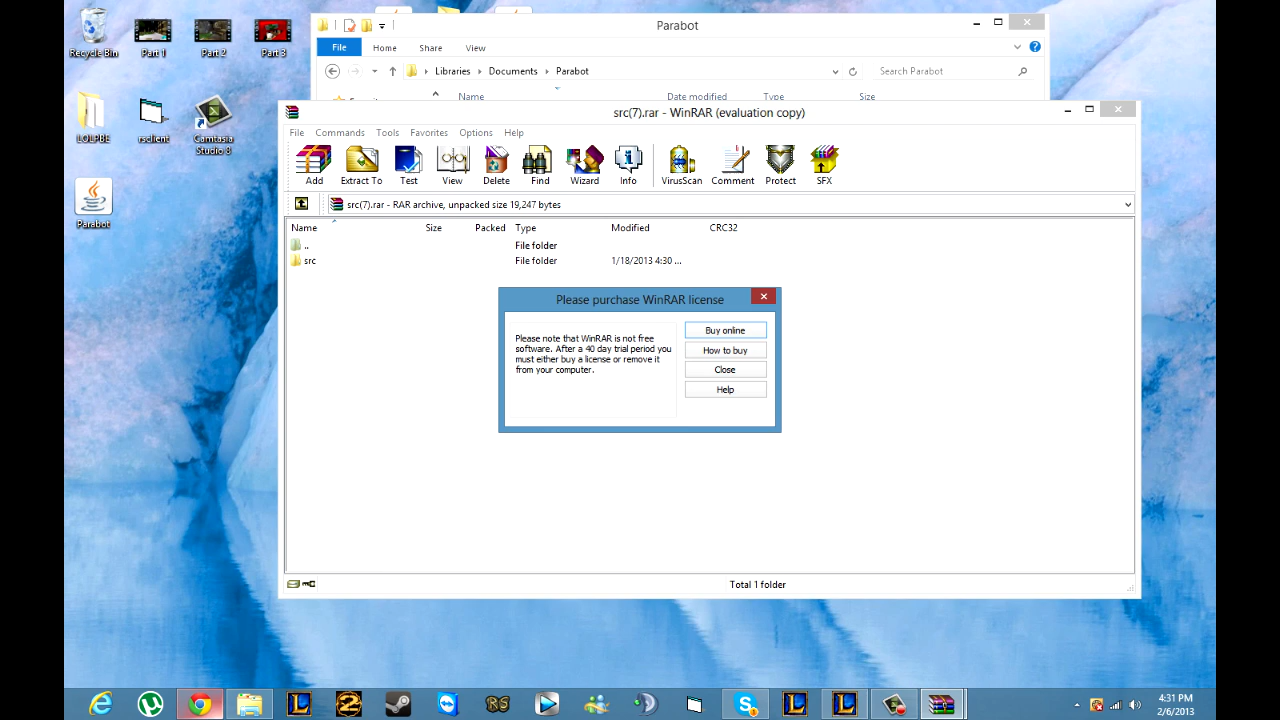 Recycle Bin
Part 1
Part 2
Part 3
LOLPBE
rsclient
Camtasia
Studio 8
Parabot
Parabot
File
Home
Share
View
Libraries
Documents
Parabot
Search Parabot
Name
Date modified
Type
Size
src(7).rar - WinRAR (evaluation copy)
File Commands Tools Favorites Options Help
Add
Extract To
Test
View
Delete
Find
Wizard
Info
VirusScan
Comment
Protect
SFX
src(7).rar - RAR archive, unpacked size 19,247 bytes
Name Size Packed Type Modified CRC32
.. File folder
src File folder 1/18/2013 4:30 ...
Please purchase WinRAR license
Please note that WinRAR is not free
software. After a 40 day trial period you
must either buy a license or remove it
from your computer.
Buy online
How to buy
Close
Help
Total 1 folder
4:31 PM
2/6/2013